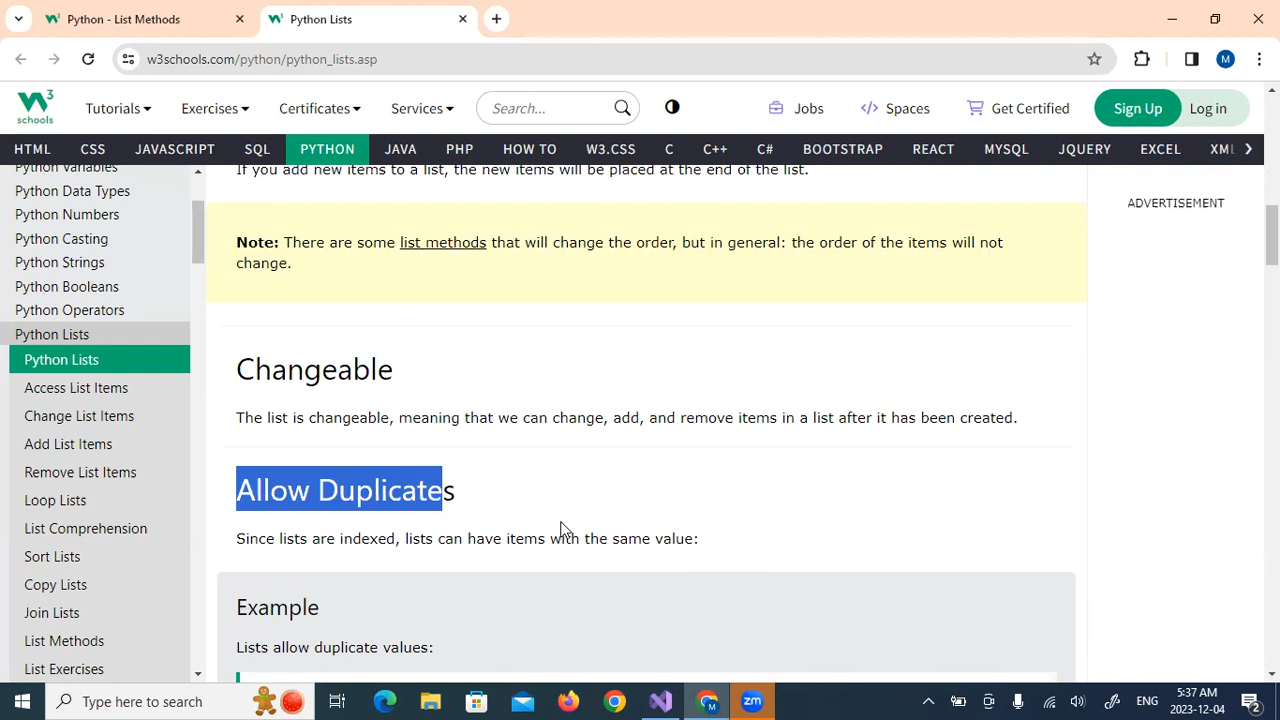 Python - List Methods
Python Lists
w3schools.com/python/python_lists.asp
M
W3
schools
Tutorials
Exercises
Certificates
Services
Search...
Jobs
Spaces
Get Certified
Sign Up
Log in
HTML CSS JAVASCRIPT SQL PYTHON JAVA PHP HOW TO W3.CSS C C++ C# BOOTSTRAP REACT MYSQL JQUERY EXCEL XML
Python Variables
Python Data Types
Python Numbers
Python Casting
Python Strings
Python Booleans
Python Operators
Python Lists
Python Lists
Access List Items
Change List Items
Add List Items
Remove List Items
Loop Lists
List Comprehension
Sort Lists
Copy Lists
Join Lists
List Methods
List Exercises
If you add new items to a list, the new items will be placed at the end of the list.
Note: There are some list methods that will change the order, but in general: the order of the items will not
change.
Changeable
The list is changeable, meaning that we can change, add, and remove items in a list after it has been created.
Allow Duplicates
Since lists are indexed, lists can have items with the same value:
Example
Lists allow duplicate values:
ADVERTISEMENT
Type here to search
zm
ENG
5:37 AM
2023-12-04
2